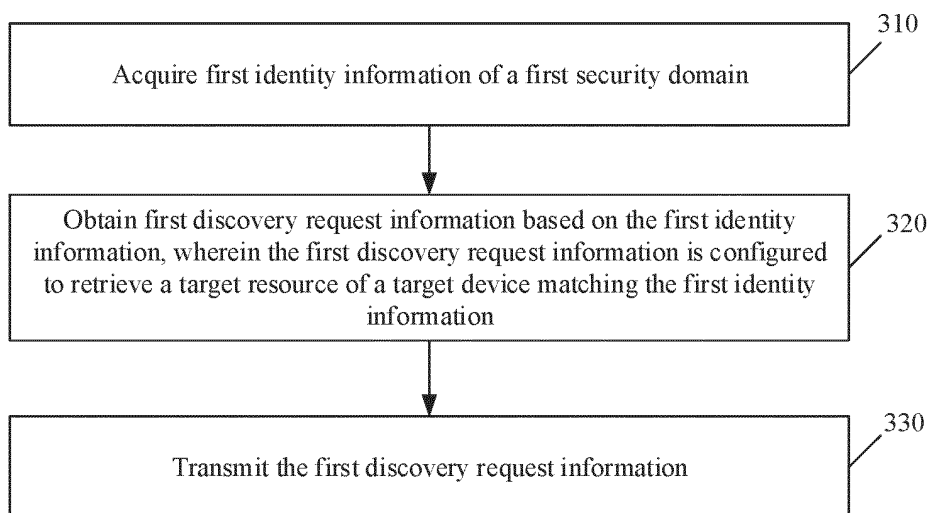 310
Acquire first identity information of a first security domain
Obtain first discovery request information based on the first identity
information, wherein the first discovery request information is configured
to retrieve a target resource of a target device matching the first identity
information
320
330
Transmit the first discovery request information